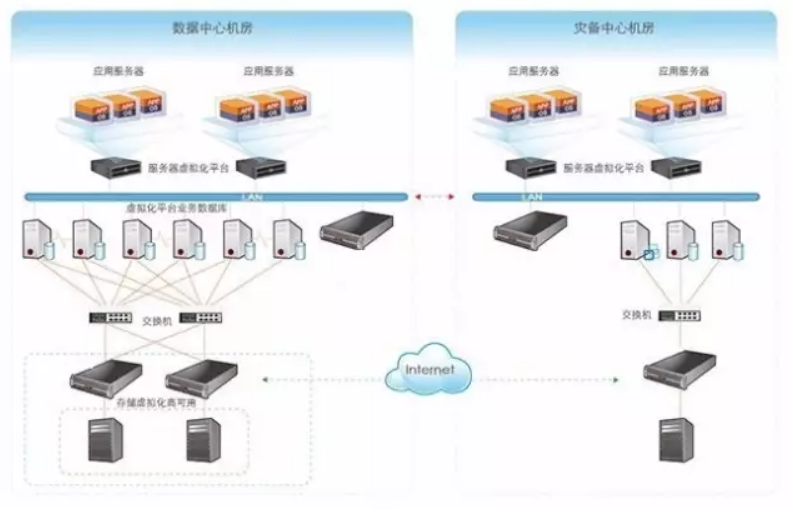 数据中心机房
灾备中心机房
应用服务器
应用服务器
应用服务器
应用服务器
APP
OS
APP
OS
APP
OS
APP
OS
APP
OS
APP
OS
APP
OS
APP
OS
APP
OS
APP
OS
APP
OS
APP
OS
服务器虚拟化平台
服务器虚拟化平台
LAN
LAN
虚拟化平台业务数据库
交换机
交换机
Internet
存储虚拟化高可用